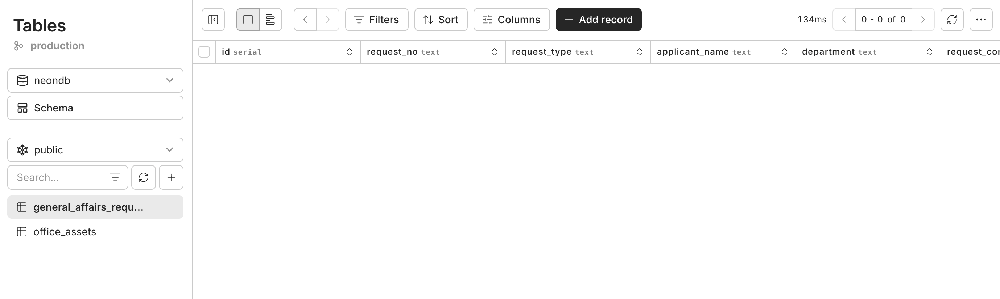 Tables
production
neondb
Schema
public
Search...
general_affairs_requ...
office_assets
Filters
Sort
Columns
Add record
134ms
0 - 0 of 0
id serial
request_no text
request_type text
applicant_name text
department text
request_con